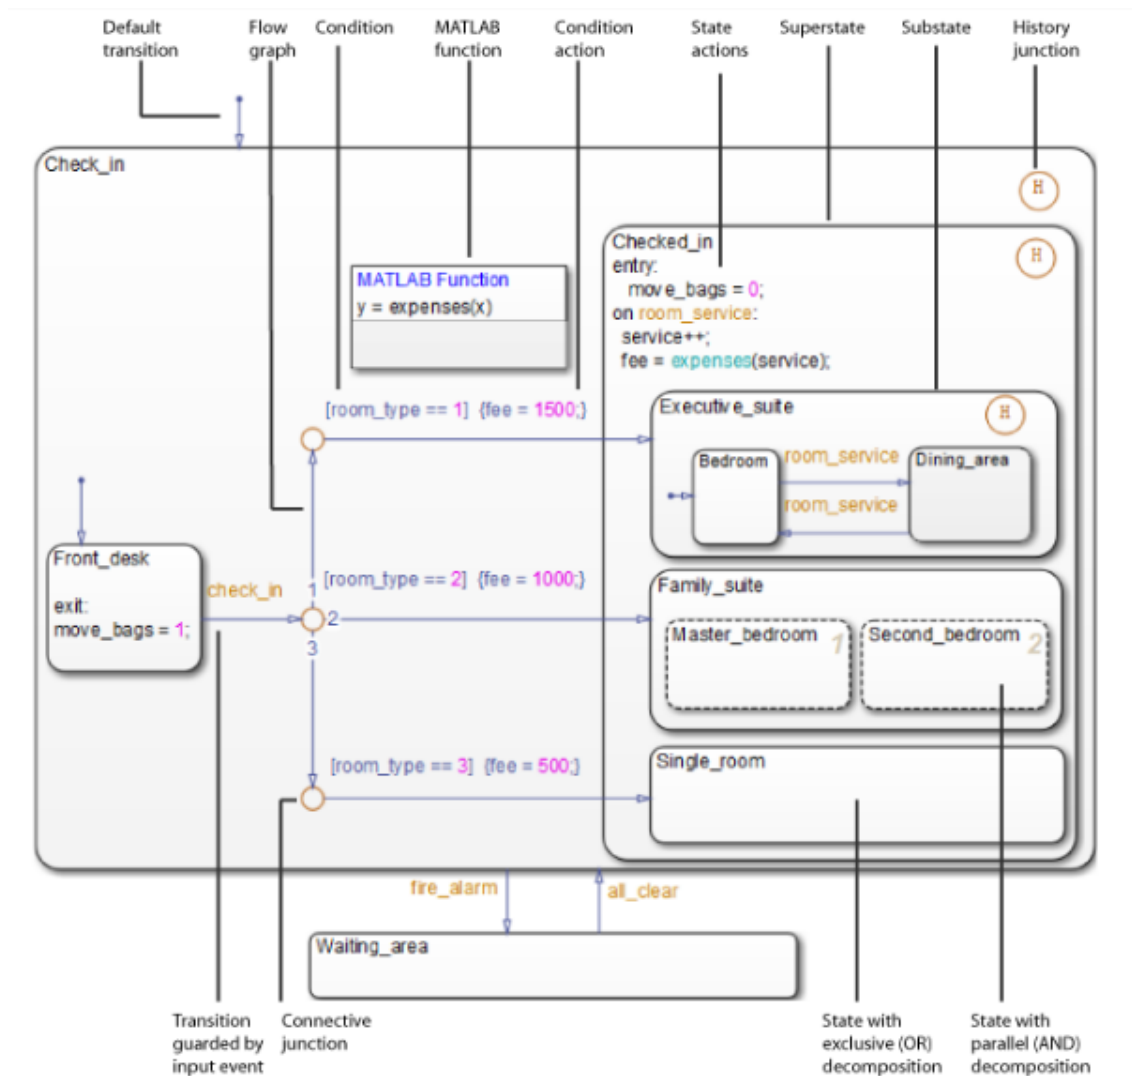 Default transition
Flow graph
Condition
MATLAB function
Condition action
State actions
Superstate
Substate
History junction
Check_in
H
MATLAB Function
y = expenses(x)
Checked_in
H
entry:
move_bags = 0;
on room_service:
service++;
fee = expenses(service);
[room_type == 1] {fee = 1500;}
Executive_suite
H
Bedroom
room_service
Dining_area
room_service
Front_desk
exit:
move_bags = 1;
check_in
1
2
3
[room_type == 2] {fee = 1000;}
Family_suite
Master_bedroom
1
Second_bedroom
2
[room_type == 3] {fee = 500;}
Single_room
fire_alarm
all_clear
Waiting_area
Transition guarded by input event
Connective junction
State with exclusive (OR) decomposition
State with parallel (AND) decomposition